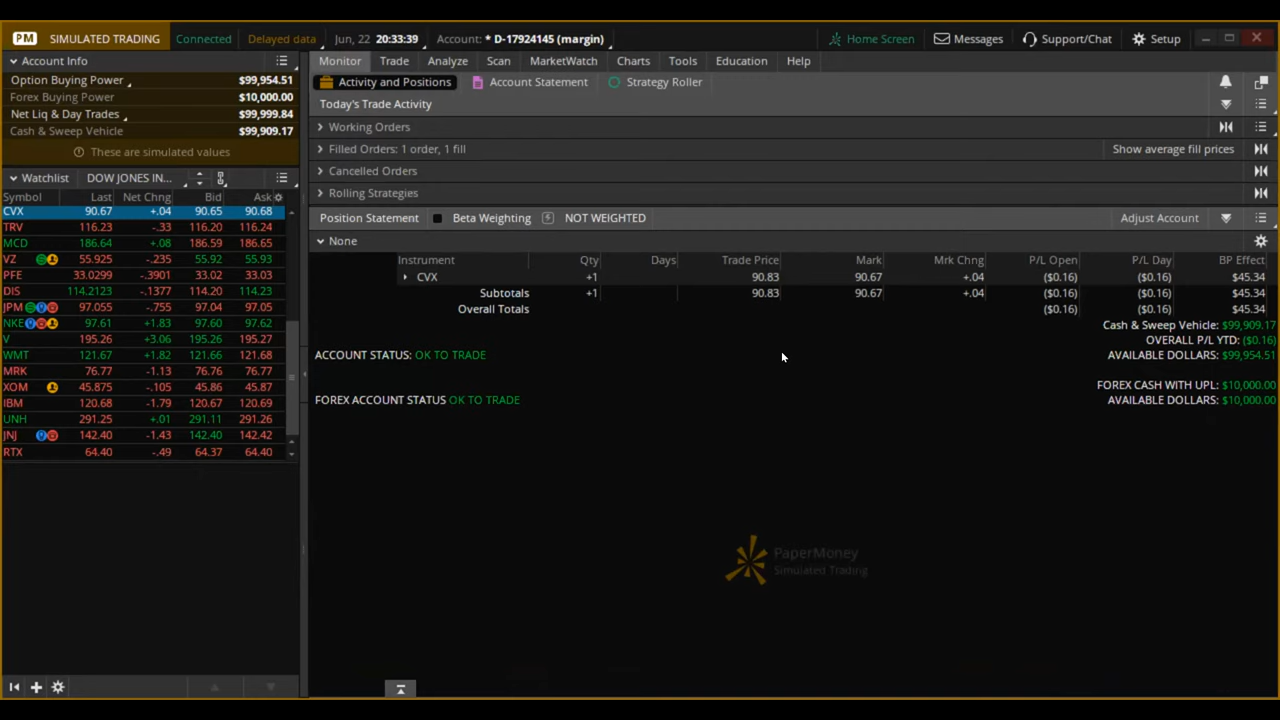 PM SIMULATED TRADING Connected Delayed data Jun, 22 20:33:39 Account: * D-17924145 (margin) Home Screen Messages Support/Chat Setup
Account Info
Option Buying Power $99,954.51
Forex Buying Power $10,000.00
Net Liq & Day Trades $99,999.84
Cash & Sweep Vehicle $99,909.17
These are simulated values
Watchlist DOW JONES IN...
Symbol Last Net Chng Bid Ask
CVX 90.67 +.04 90.65 90.68
TRV 116.23 -.33 116.20 116.24
MCD 186.64 +.08 186.59 186.65
VZ 55.925 -.235 55.92 55.93
PFE 33.0299 -.3901 33.02 33.03
DIS 114.2123 -.1377 114.20 114.23
JPM 97.055 -.755 97.04 97.05
NKE 97.61 +1.83 97.60 97.62
V 195.26 +3.06 195.26 195.27
WMT 121.67 +1.82 121.66 121.68
MRK 76.77 -1.13 76.76 76.77
XOM 45.875 -.105 45.86 45.87
IBM 120.68 -1.79 120.67 120.69
UNH 291.25 +.01 291.11 291.26
JNJ 142.40 -1.43 142.40 142.42
RTX 64.40 -.49 64.37 64.40
Monitor Trade Analyze Scan MarketWatch Charts Tools Education Help
Activity and Positions Account Statement Strategy Roller
Today's Trade Activity
Working Orders
Filled Orders: 1 order, 1 fill Show average fill prices
Cancelled Orders
Rolling Strategies
Position Statement Beta Weighting NOT WEIGHTED Adjust Account
None
Instrument Qty Days Trade Price Mark Mrk Chng P/L Open P/L Day BP Effect
CVX +1 90.83 90.67 +.04 ($0.16) ($0.16) $45.34
Subtotals +1 90.83 90.67 +.04 ($0.16) ($0.16) $45.34
Overall Totals ($0.16) ($0.16) $45.34
Cash & Sweep Vehicle: $99,909.17
OVERALL P/L YTD: ($0.16)
ACCOUNT STATUS: OK TO TRADE AVAILABLE DOLLARS: $99,954.51
FOREX CASH WITH UPL: $10,000.00
FOREX ACCOUNT STATUS OK TO TRADE AVAILABLE DOLLARS: $10,000.00
PaperMoney
Simulated Trading